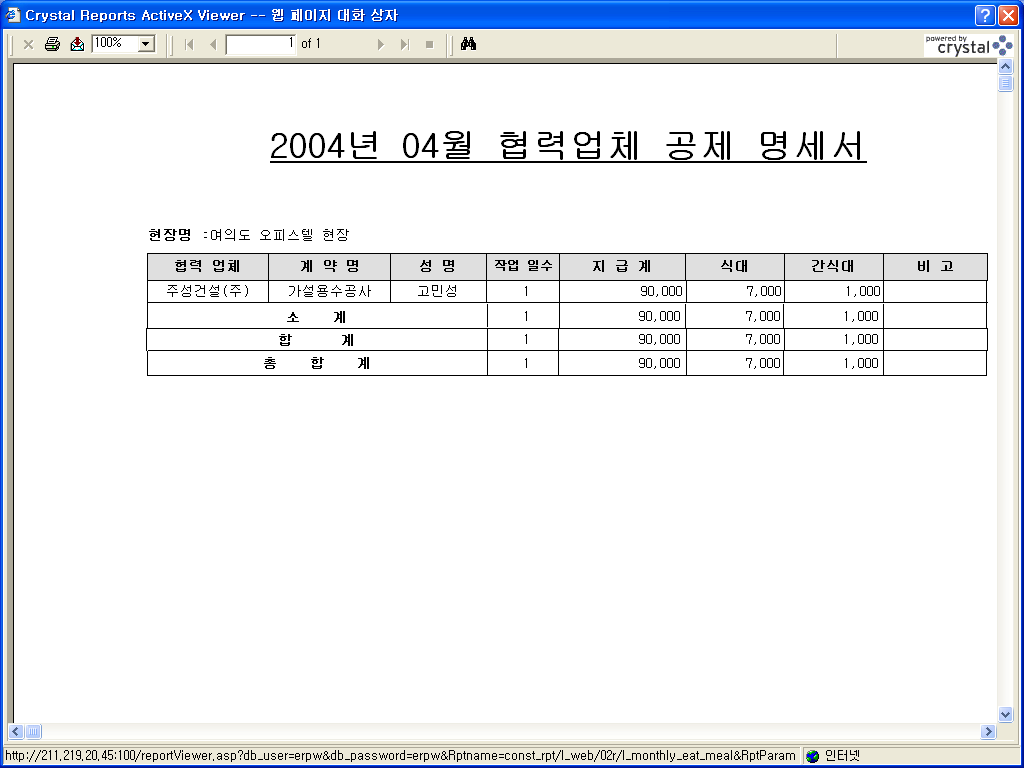 Crystal Reports ActiveX Viewer -- 웹 페이지 대화 상자
100% 1 of 1 powered by crystal
2004년 04월 협력업체 공제 명세서
현장명 :여의도 오피스텔 현장
협력 업체 계 약 명 성 명 작업 일수 지 급 계 식대 간식대 비 고
주성건설(주) 가설용수공사 고민성 1 90,000 7,000 1,000
소 계 1 90,000 7,000 1,000
합 계 1 90,000 7,000 1,000
총 합 계 1 90,000 7,000 1,000
http://211,219,20,45:100/reportViewer,asp?db_user=erpw&db_password=erpw&Rptname=const_rpt/l_web/02r/l_monthly_eat_meal&RptParam 인터넷